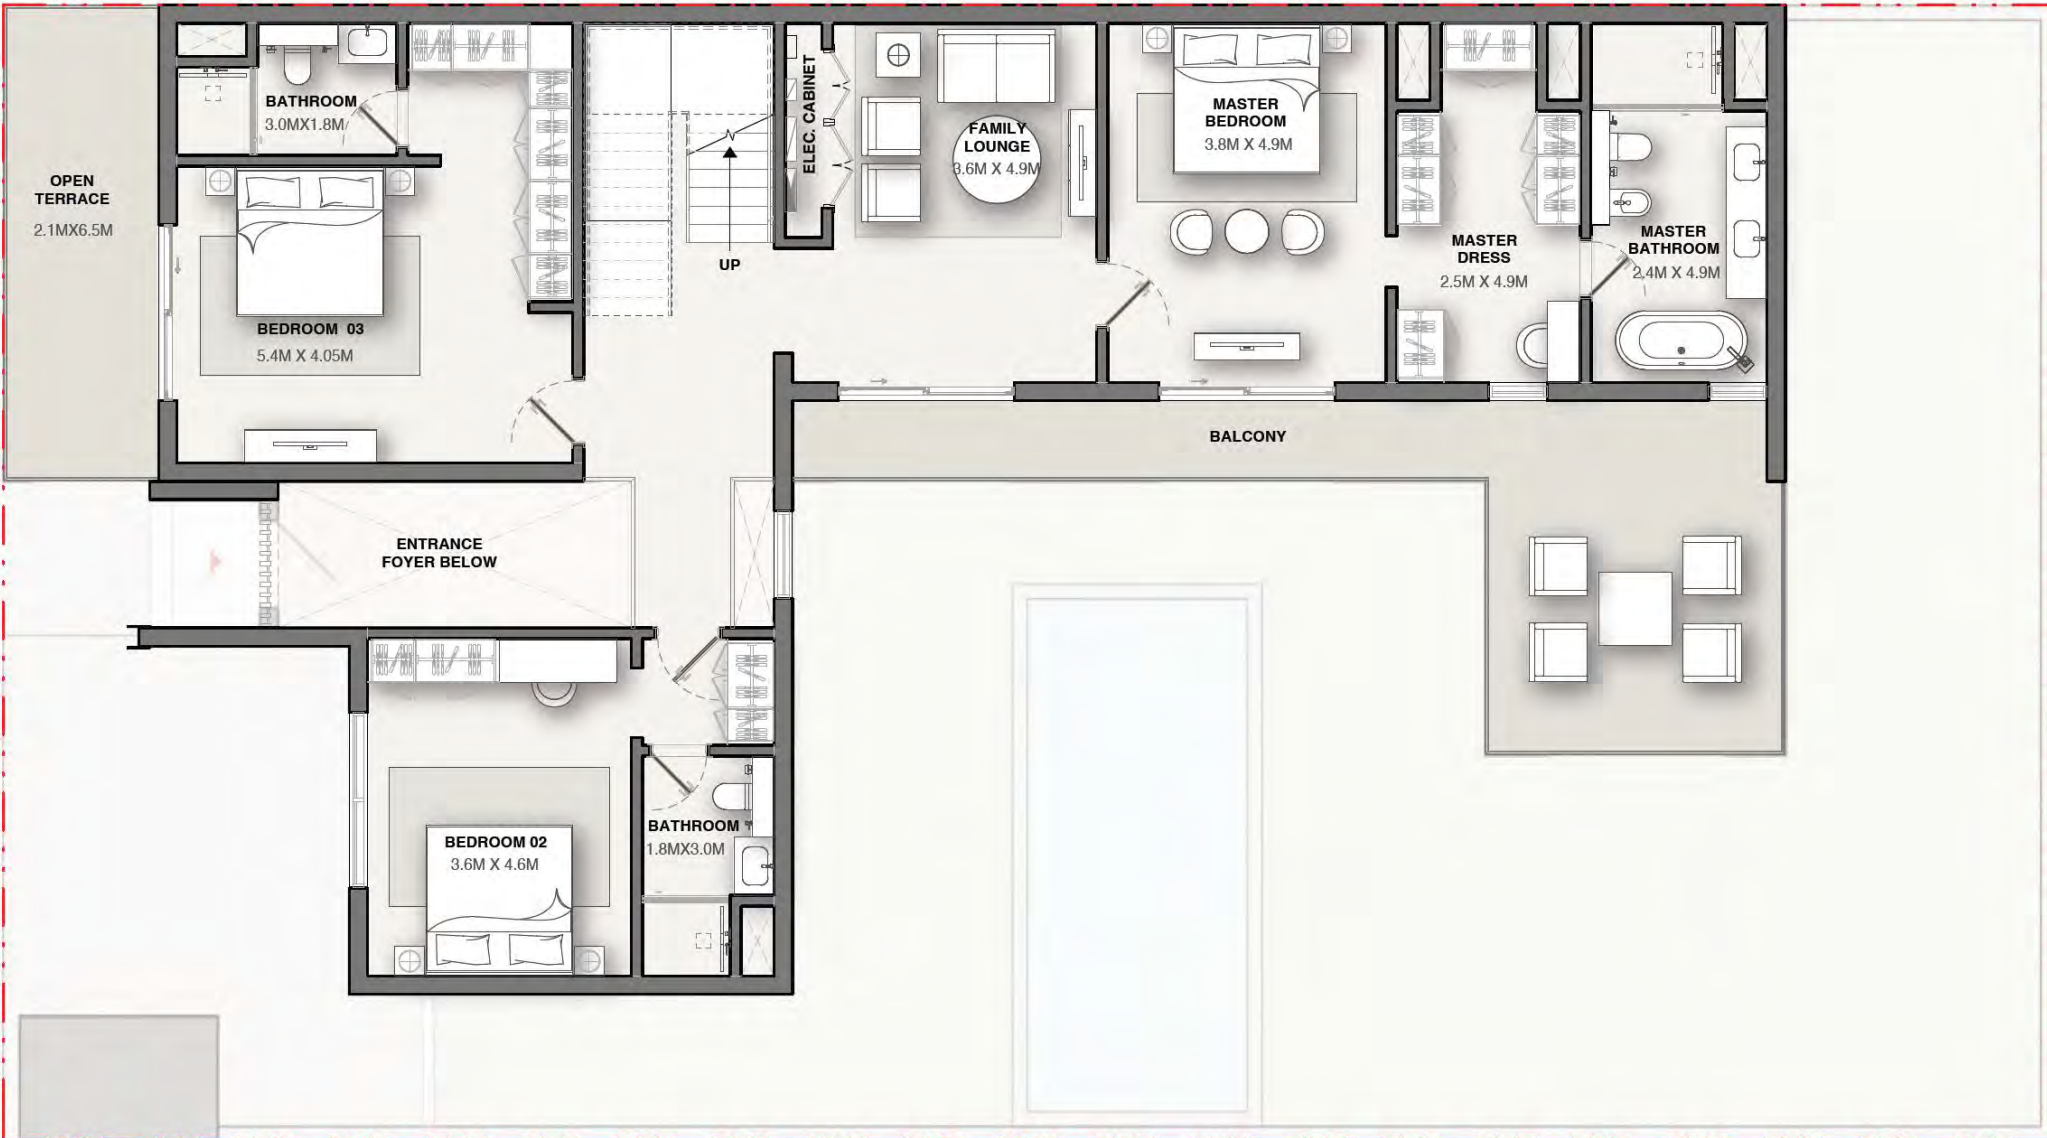 BATHROOM
3.0MX1.8M
OPEN
TERRACE
2.1MX6.5M
BEDROOM 03
5.4M X 4.05M
UP
ELEC. CABINET
FAMILY
LOUNGE
3.6M X 4.9M
MASTER
BEDROOM
3.8M X 4.9M
MASTER
DRESS
2.5M X 4.9M
MASTER
BATHROOM
2.4M X 4.9M
BALCONY
ENTRANCE
FOYER BELOW
BEDROOM 02
3.6M X 4.6M
BATHROOM
1.8MX3.0M